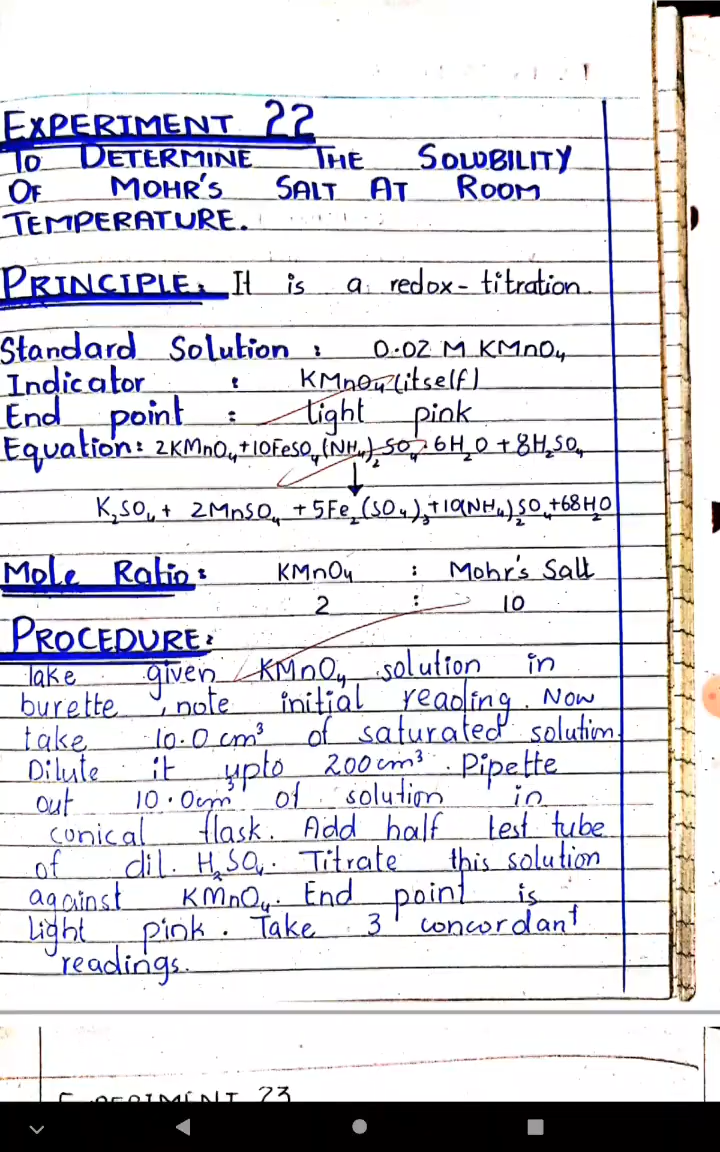 EXPERIMENT 22
TO DETERMINE THE SOLUBILITY
OF MOHR'S SALT AT ROOM
TEMPERATURE.
PRINCIPLE: It is a redox-titration.
Standard Solution : 0.02 M KMnO₄
Indicator : KMnO₄ (itself)
End point : light pink
Equation: 2KMnO₄+10FeSO₄(NH₄)₂SO₄·6H₂O + 8H₂SO₄
↓
K₂SO₄ + 2MnSO₄ + 5Fe₂(SO₄)₃+10(NH₄)₂SO₄+68H₂O
Mole Ratio: KMnO₄ : Mohr's Salt
2 : 10
PROCEDURE:
Take given KMnO₄ solution in
burette, note initial reading. Now
take 10.0 cm³ of saturated solution.
Dilute it upto 200cm³. Pipette
out 10.0cm³ of solution in
conical flask. Add half test tube
of dil. H₂SO₄. Titrate this solution
against KMnO₄. End point is
light pink. Take 3 concordant
readings.
EXPERIMENT 23